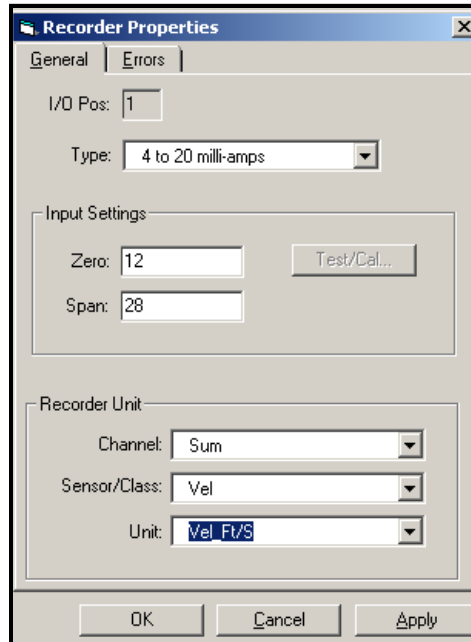 Recorder Properties
General Errors
I/O Pos: 1
Type: 4 to 20 milli-amps
Input Settings
Zero: 12 Test/Cal...
Span: 28
Recorder Unit
Channel: Sum
Sensor/Class: Vel
Unit: Vel_Ft/S
OK Cancel Apply